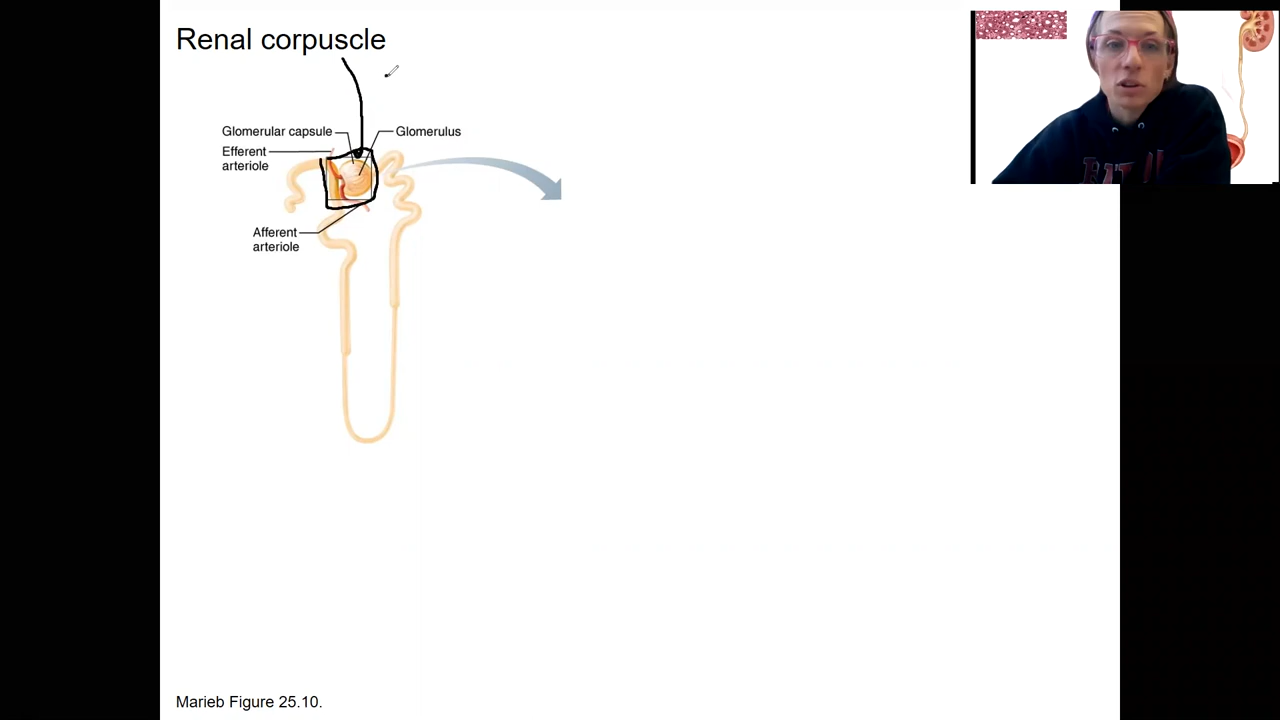 Renal corpuscle
Glomerular capsule
Glomerulus
Efferent
arteriole
Afferent
arteriole
Marieb Figure 25.10.